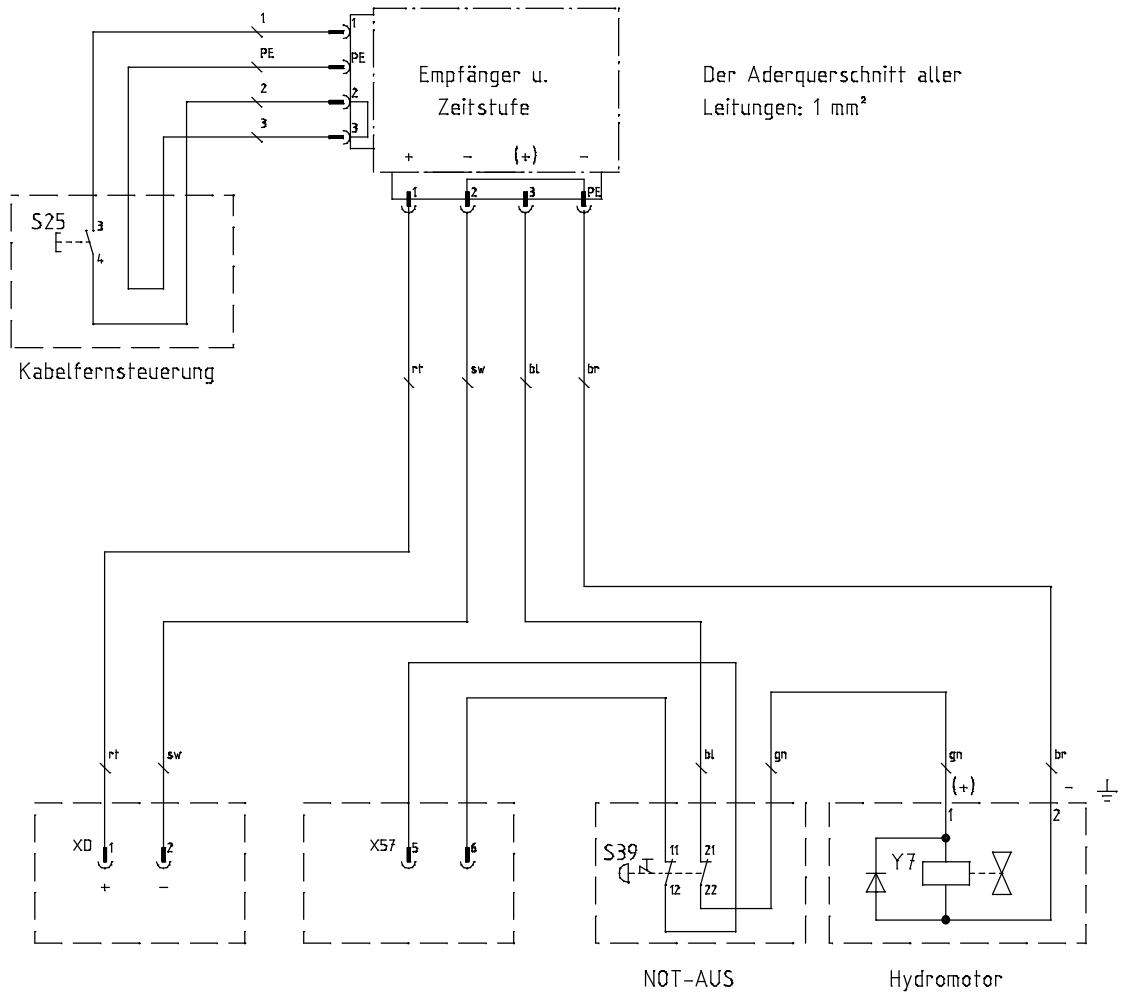 1
PE
2
3
1
PE
2
3
Empfänger u.
Zeitstufe
+ − (+) −
1 2 3 PE
Der Aderquerschnitt aller
Leitungen: 1 mm²
S25
3
4
Kabelfernsteuerung
rt sw bl br
rt sw bl gn gn br
(+) −
1 2
XD 1 2
+ −
X57 5 6
S39 11 21
12 22
Y7
NOT-AUS
Hydromotor